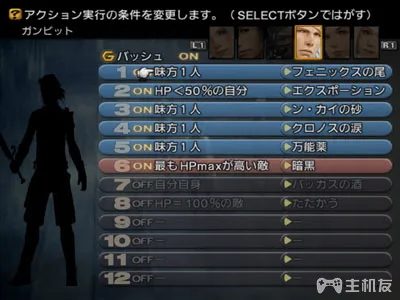 アクション実行の条件を変更します。(SELECTボタンではがす)
ガンビット
L1 R1
バッシュ ON
1 ON 味方1人 フェニックスの尾
2 ON HP<50%の自分 エクスポーション
3 ON 味方1人 ン・カイの砂
4 ON 味方1人 クロノスの涙
5 ON 味方1人 万能薬
6 ON 最もHPmaxが高い敵 暗黒
7 OFF 自分自身 バッカスの酒
8 OFF HP=100%の敵 たたかう
9 OFF –
10 OFF – –
11 OFF – –
12 OFF – –
主机友